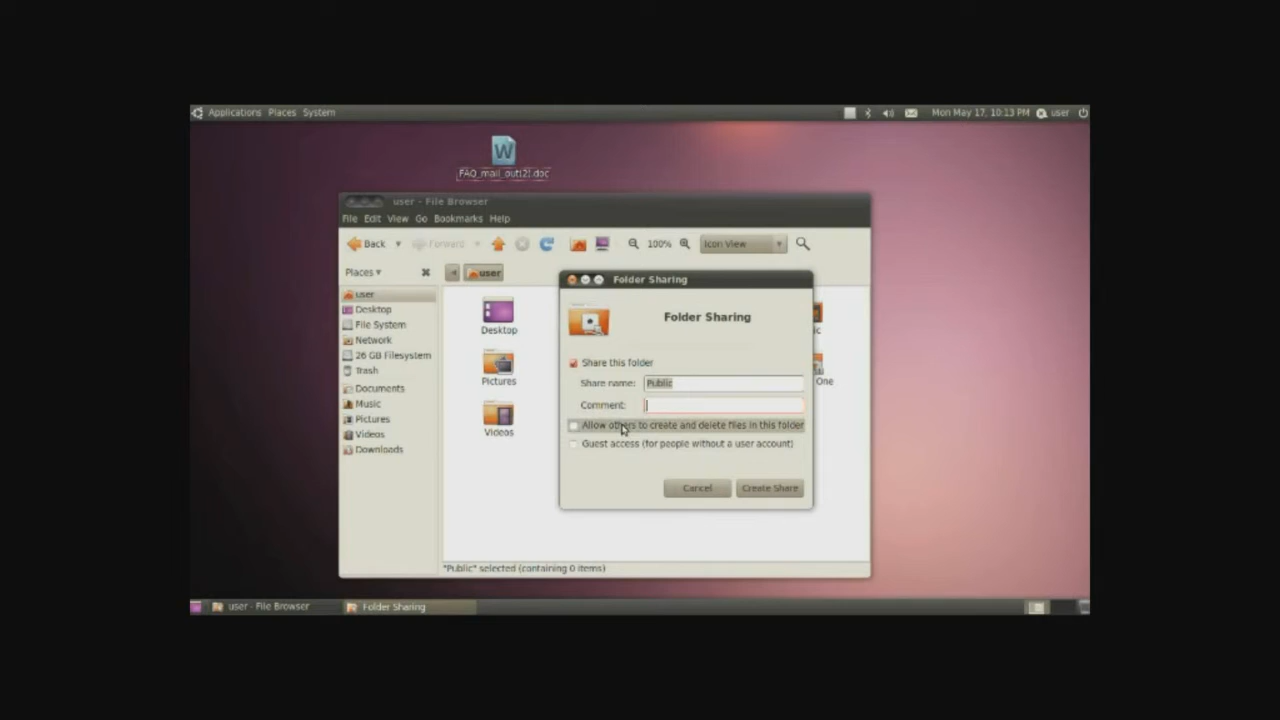 Applications Places System
Mon May 17, 10:13 PM user
W
FAQ_mail_out(2).doc
user - File Browser
File Edit View Go Bookmarks Help
Back Forward 100% Icon View
Places user
user
Desktop
File System
Network
26 GB Filesystem
Trash
Documents
Music
Pictures
Videos
Downloads
Desktop
Pictures
Videos
One
Folder Sharing
Folder Sharing
Share this folder
Share name: Public
Comment:
Allow others to create and delete files in this folder
Guest access (for people without a user account)
Cancel Create Share
"Public" selected (containing 0 items)
user - File Browser Folder Sharing